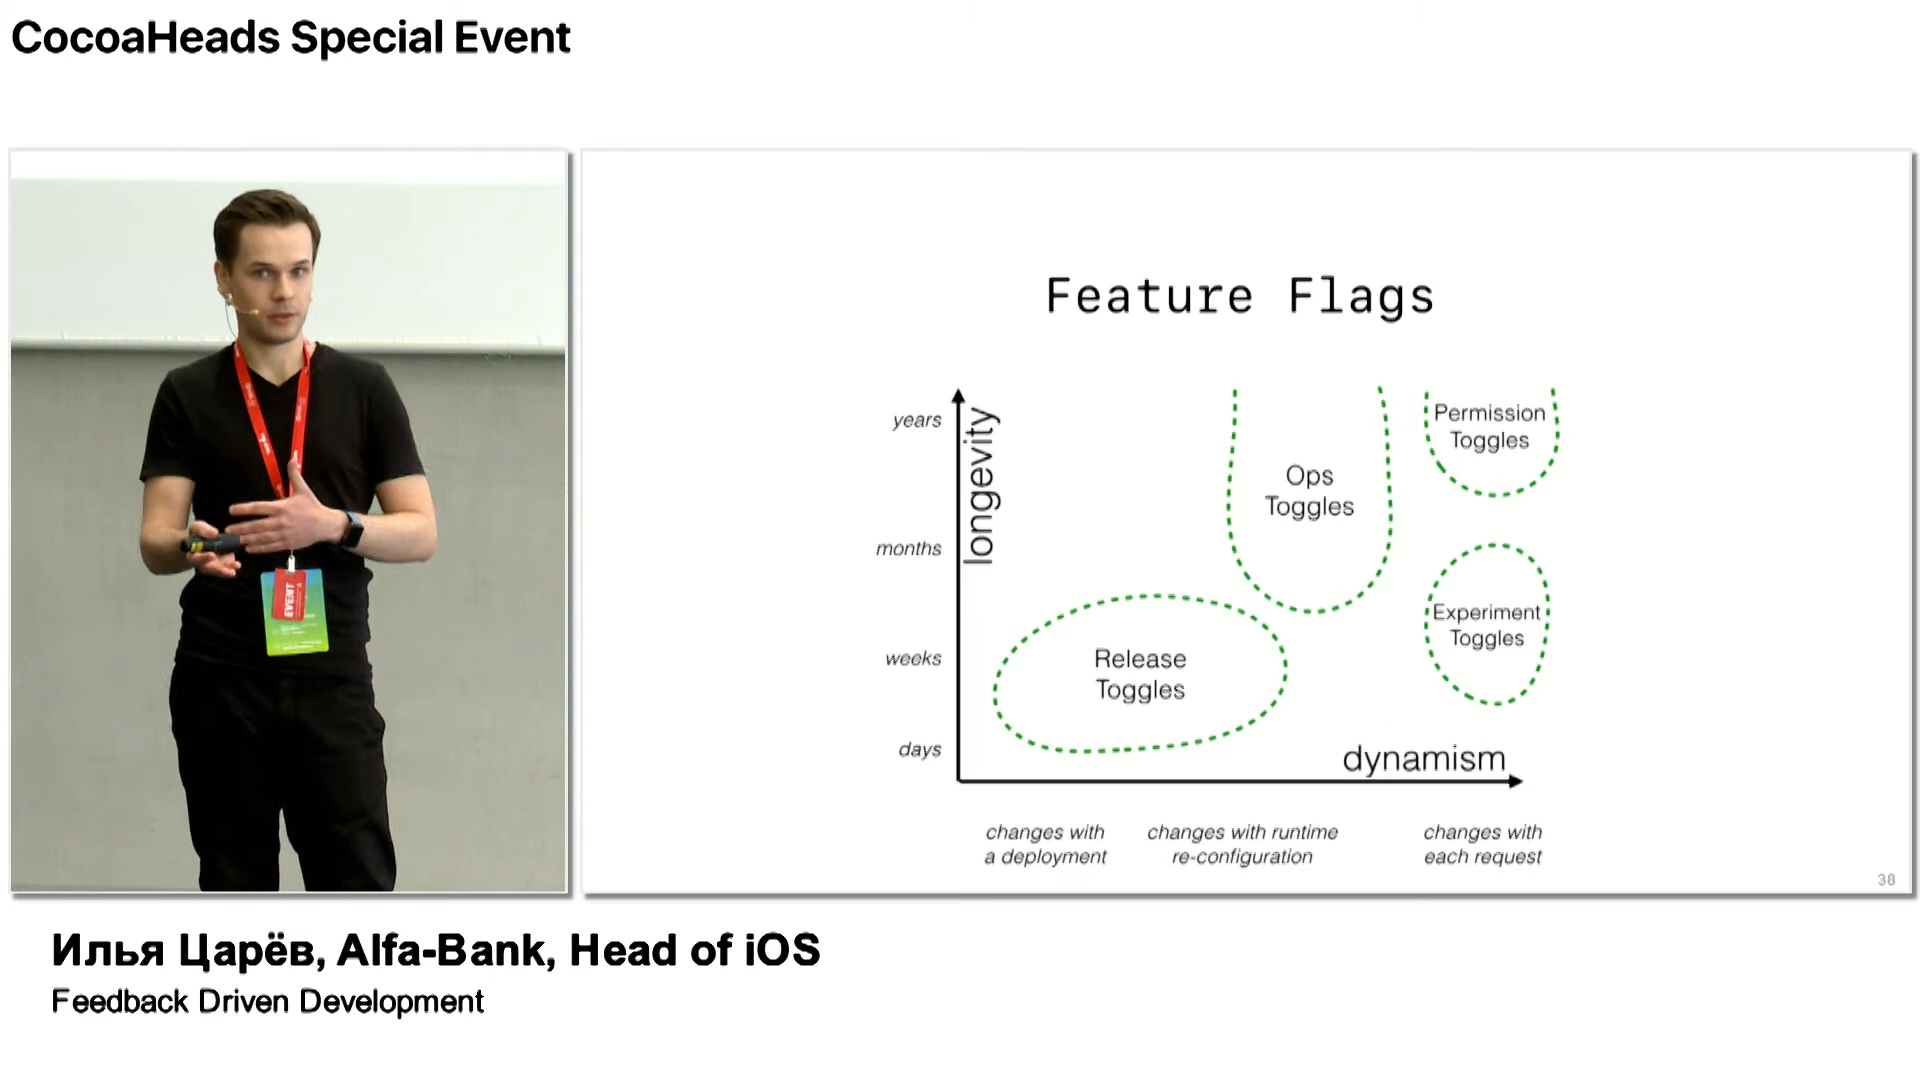 CocoaHeads Special Event
EVENT
Feature Flags
years
months
weeks
days
longevity
Permission
Toggles
Ops
Toggles
Experiment
Toggles
Release
Toggles
dynamism
changes with
a deployment
changes with runtime
re-configuration
changes with
each request
38
Илья Царёв, Alfa-Bank, Head of iOS
Feedback Driven Development